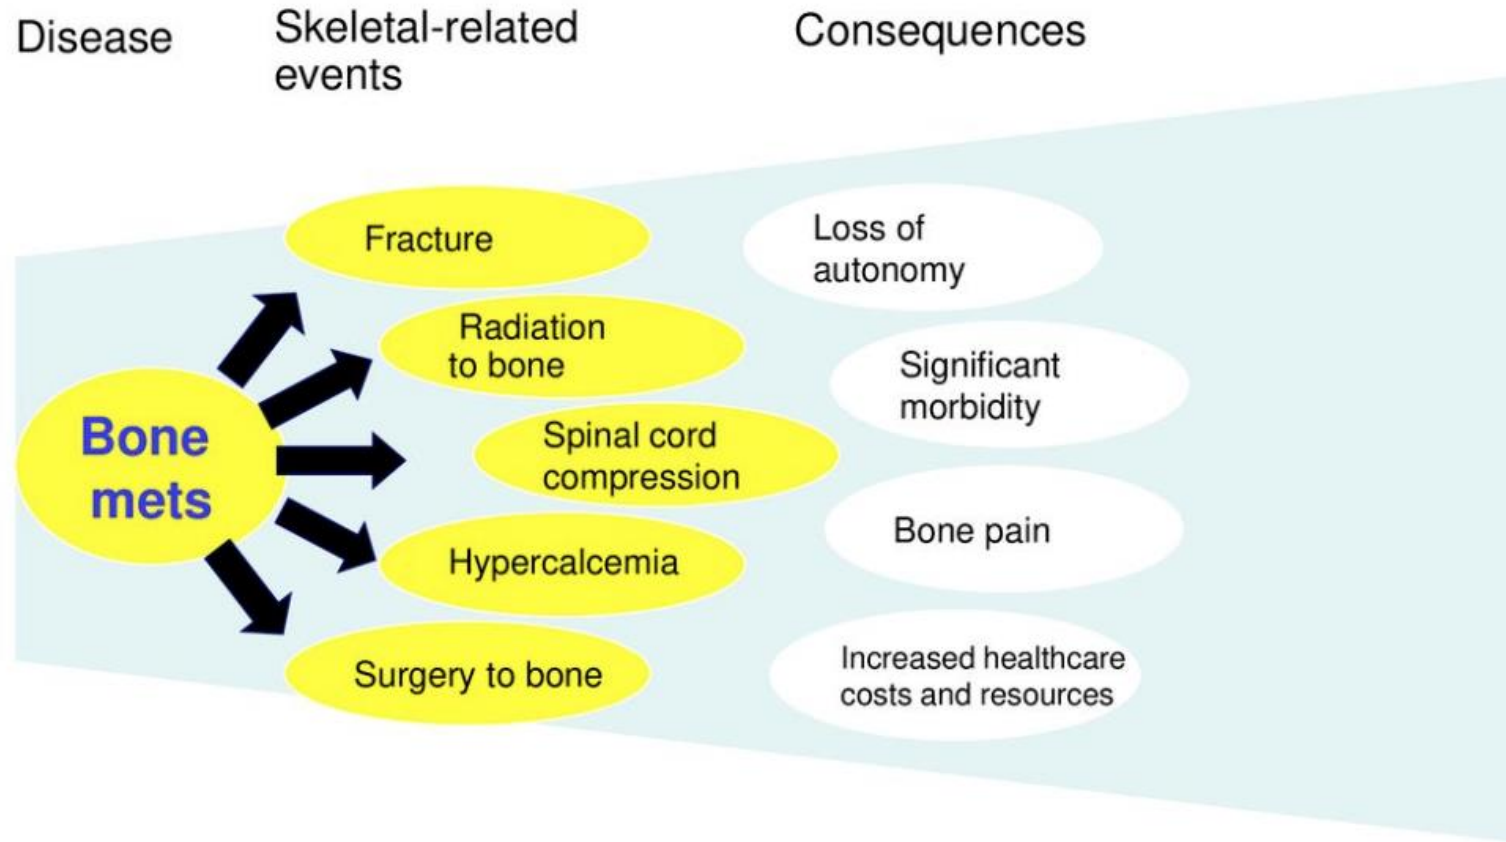 Disease
Skeletal-related
events
Consequences
Fracture
Radiation
to bone
Spinal cord
compression
Hypercalcemia
Surgery to bone
Bone
mets
Loss of
autonomy
Significant
morbidity
Bone pain
Increased healthcare
costs and resources